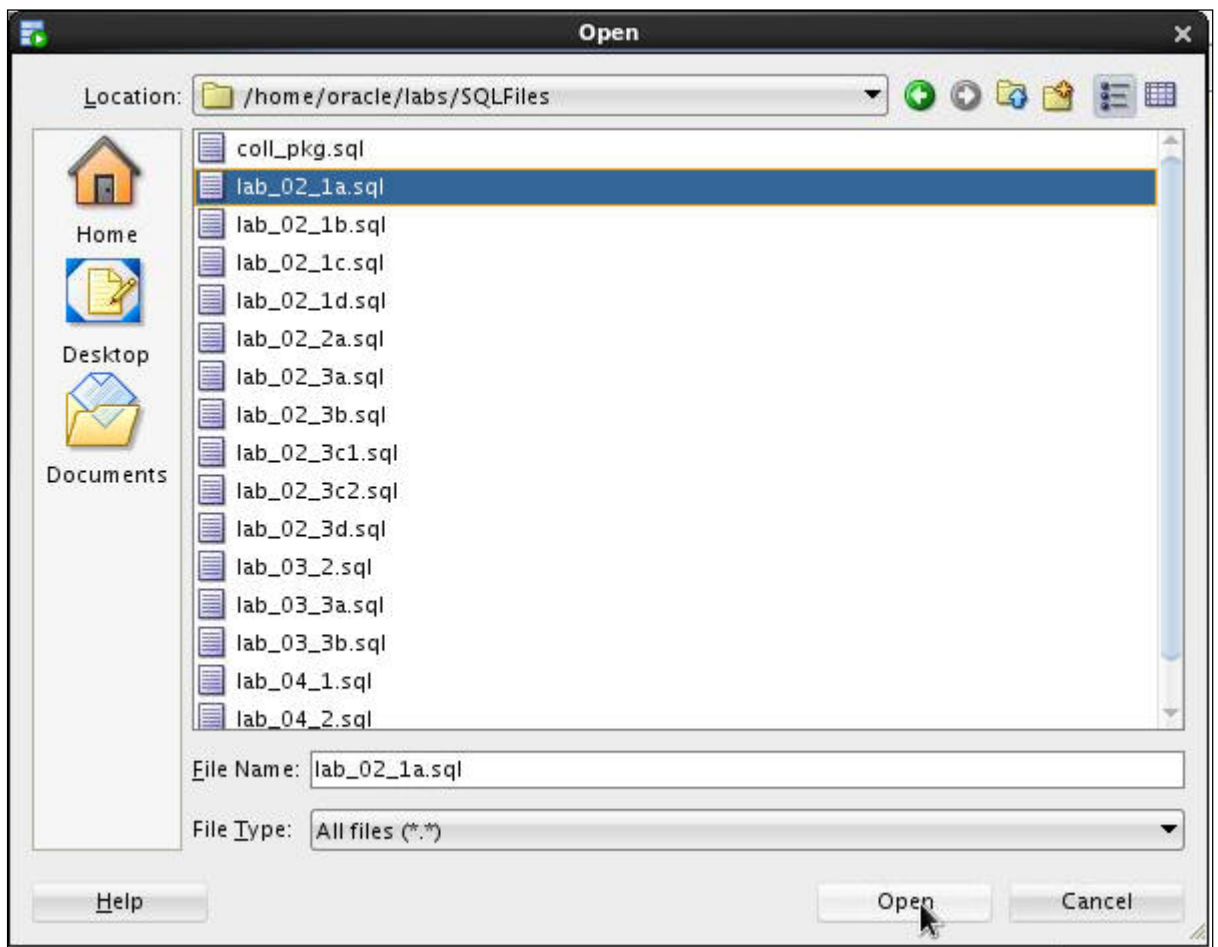 Open
Location: /home/oracle/labs/SQLFiles
Home
Desktop
Documents
coll_pkg.sql
lab_02_1a.sql
lab_02_1b.sql
lab_02_1c.sql
lab_02_1d.sql
lab_02_2a.sql
lab_02_3a.sql
lab_02_3b.sql
lab_02_3c1.sql
lab_02_3c2.sql
lab_02_3d.sql
lab_03_2.sql
lab_03_3a.sql
lab_03_3b.sql
lab_04_1.sql
lab_04_2.sql
File Name: lab_02_1a.sql
File Type: All files (*.*)
Help
Open
Cancel